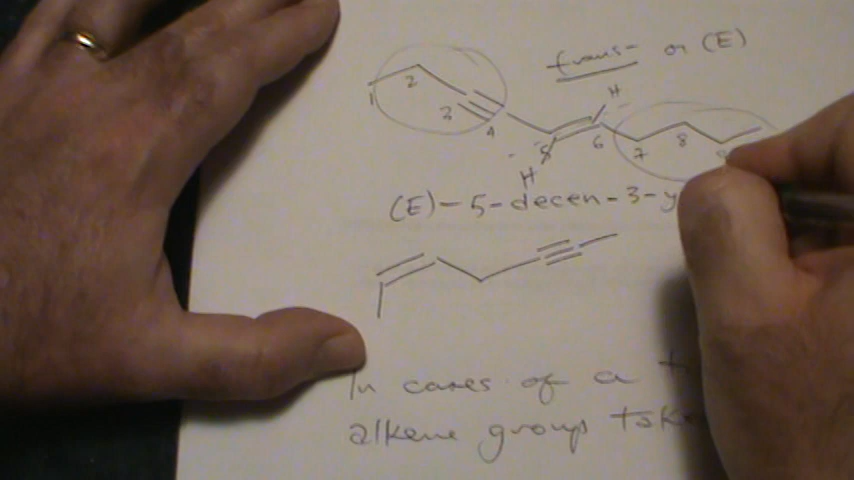 trans- or (E)
H
1 2 3 4 5 6 7 8 9
H
(E)-5-decen-3-y
In cases of a t
alkene group take